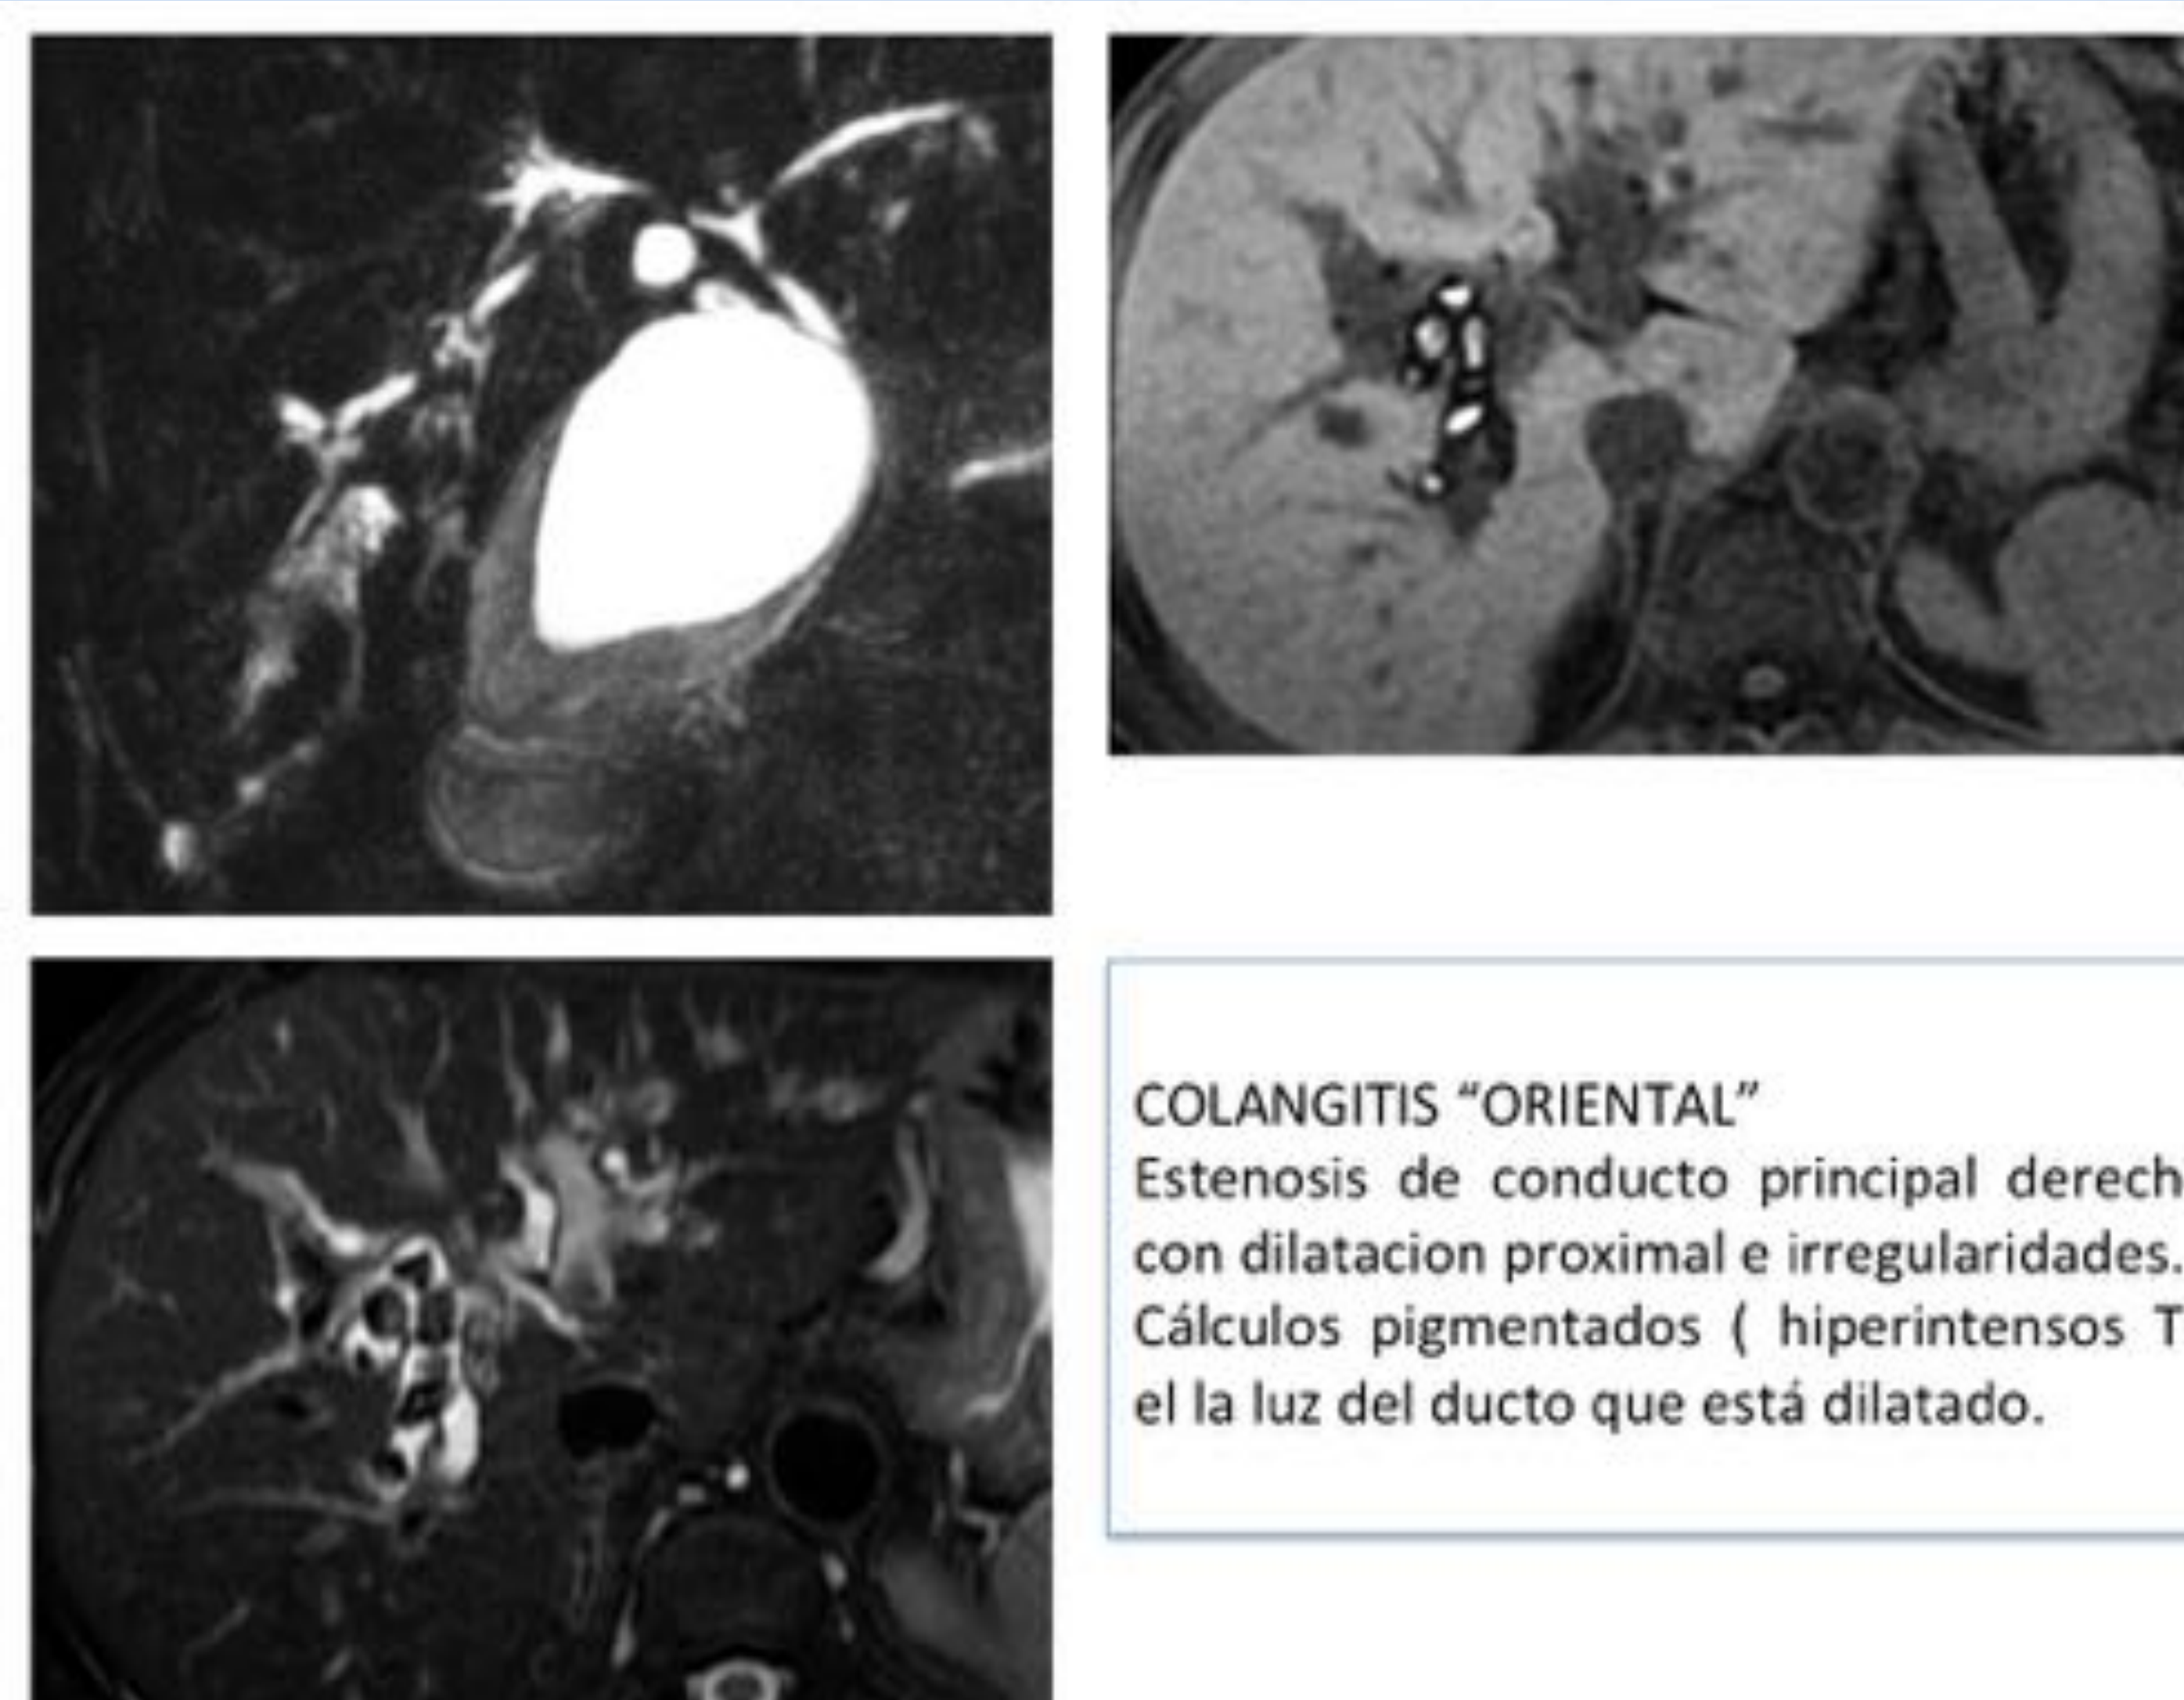 COLANGITIS “ORIENTAL”
Estenosis de conducto principal derech
con dilatacion proximal e irregularidades.
Cálculos pigmentados ( hiperintensos T
el la luz del ducto que está dilatado.